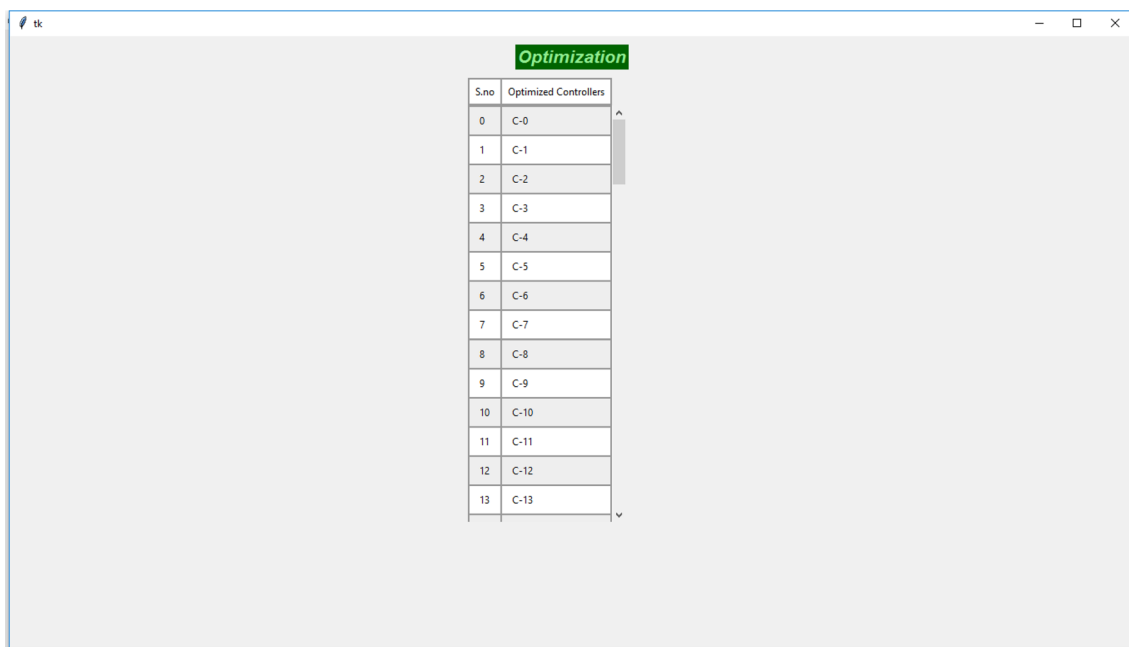 tk
Optimization
S.no Optimized Controllers
0 C-0
1 C-1
2 C-2
3 C-3
4 C-4
5 C-5
6 C-6
7 C-7
8 C-8
9 C-9
10 C-10
11 C-11
12 C-12
13 C-13